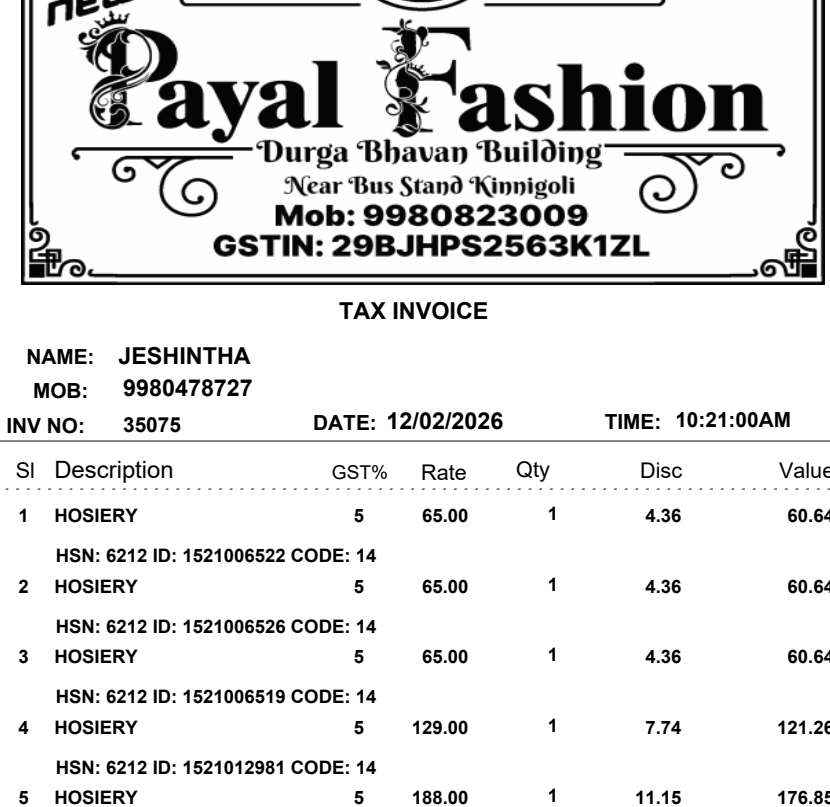 new
Payal Fashion
Durga Bhavan Building
Near Bus Stand Kinnigoli
Mob: 9980823009
GSTIN: 29BJHPS2563K1ZL
TAX INVOICE
NAME: JESHINTHA
MOB: 9980478727
INV NO: 35075 DATE: 12/02/2026 TIME: 10:21:00AM
Sl Description GST% Rate Qty Disc Value
1 HOSIERY 5 65.00 1 4.36 60.64
HSN: 6212 ID: 1521006522 CODE: 14
2 HOSIERY 5 65.00 1 4.36 60.64
HSN: 6212 ID: 1521006526 CODE: 14
3 HOSIERY 5 65.00 1 4.36 60.64
HSN: 6212 ID: 1521006519 CODE: 14
4 HOSIERY 5 129.00 1 7.74 121.26
HSN: 6212 ID: 1521012981 CODE: 14
5 HOSIERY 5 188.00 1 11.15 176.85